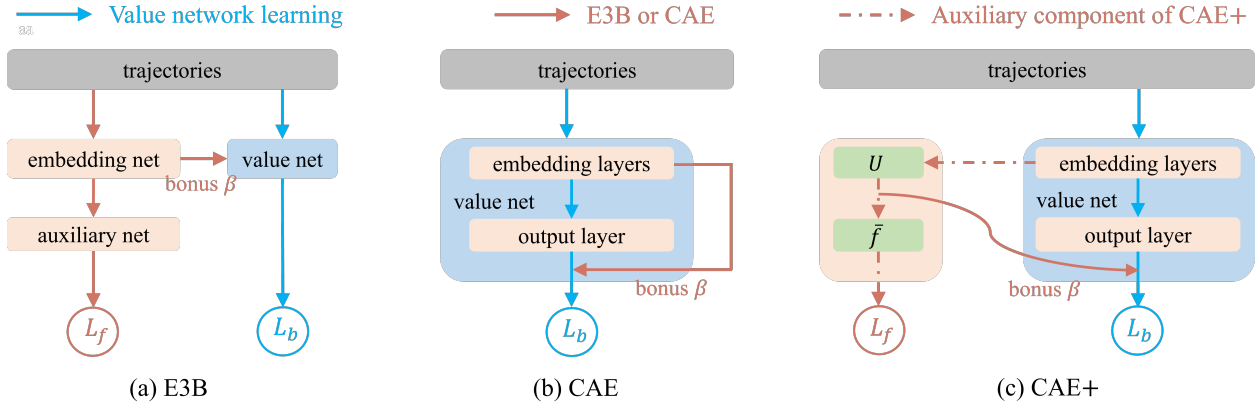 Value network learning
E3B or CAE
Auxiliary component of CAE+
trajectories
embedding net
value net
bonus β
auxiliary net
L_f
L_b
(a) E3B
trajectories
embedding layers
value net
output layer
bonus β
L_b
(b) CAE
trajectories
U
embedding layers
value net
f̄
output layer
bonus β
L_f
L_b
(c) CAE+